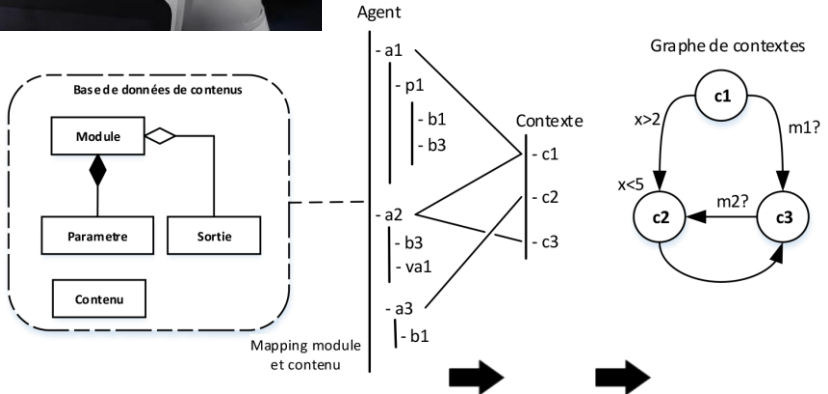 Base de données de contenus
Module
Parametre
Sortie
Contenu
Mapping module
et contenu
Agent
- a1
- p1
- b1
- b3
- a2
- b3
- va1
- a3
- b1
Contexte
- c1
- c2
- c3
Graphe de contextes
c1
x>2
m1?
x<5
m2?
c2
c3